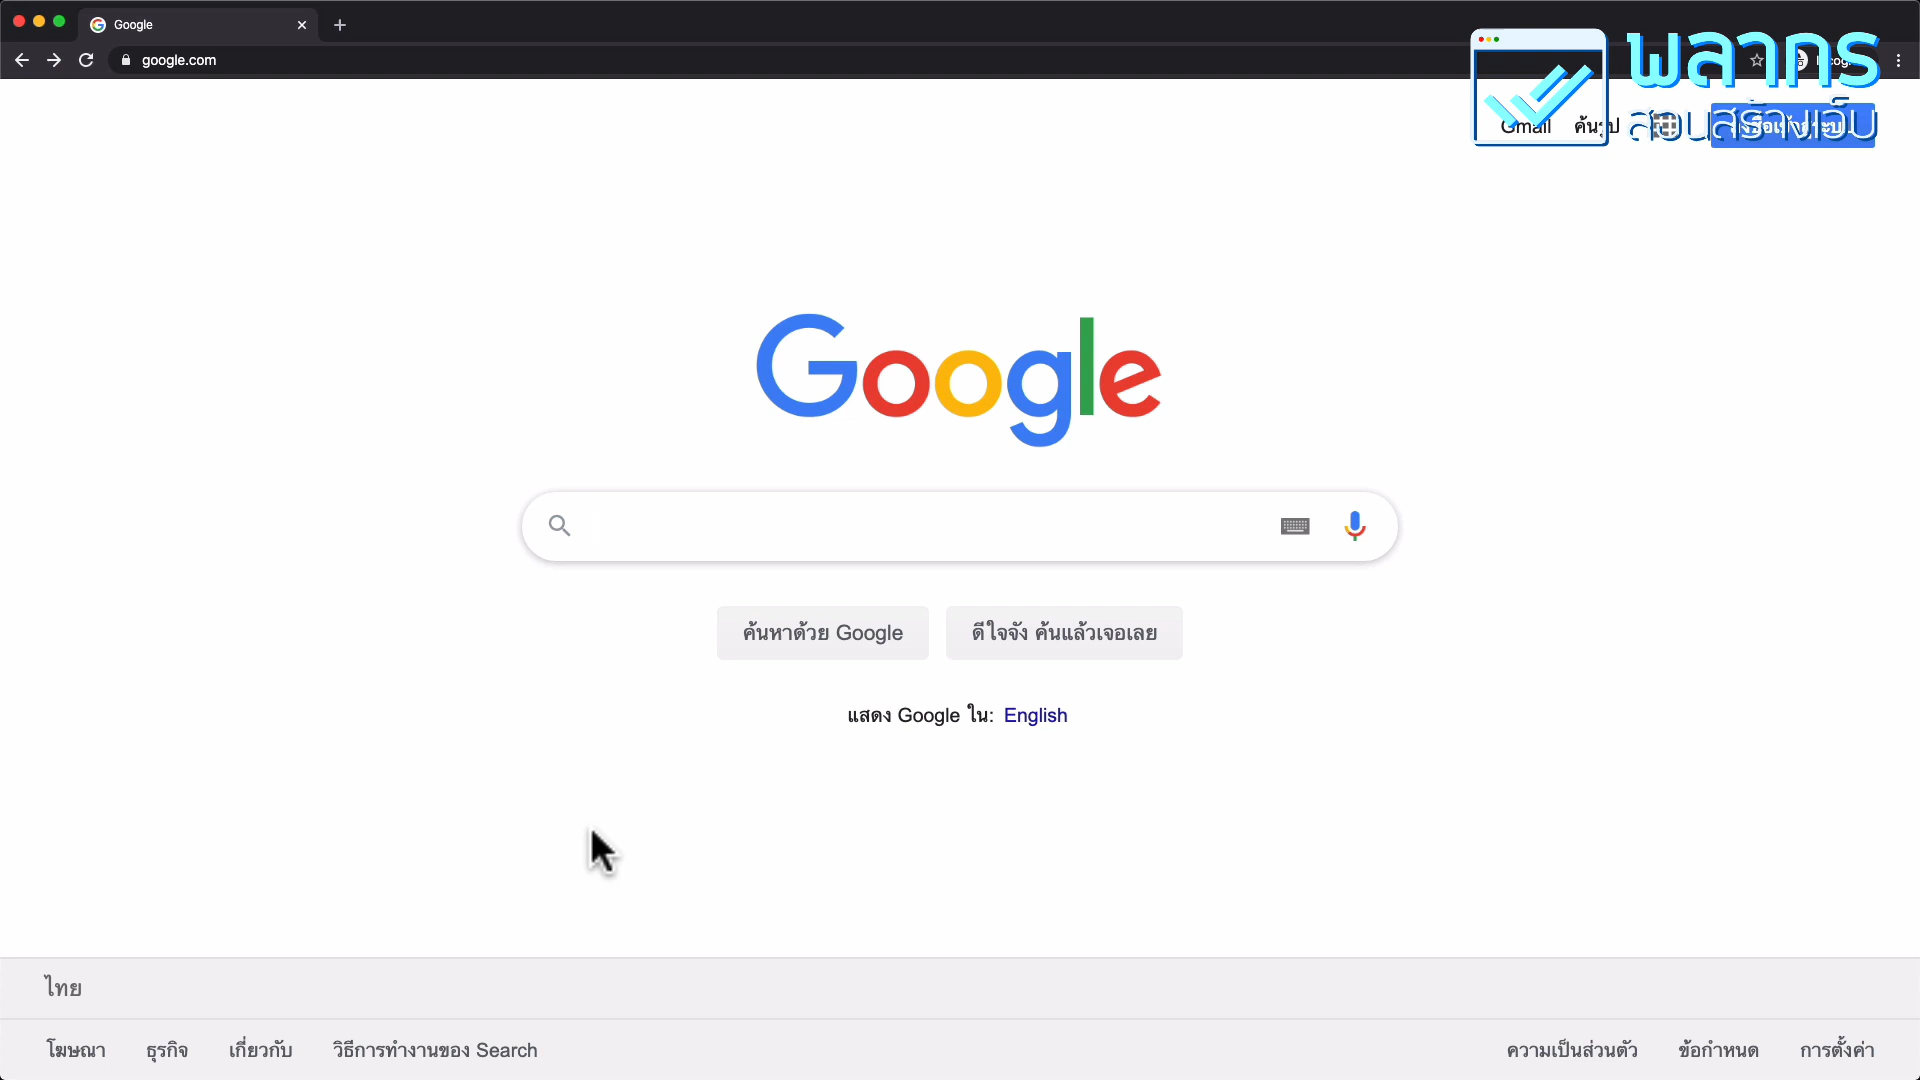 Google
google.com
พลากร
สอนสร้างเว็บ
Gmail
Google
ค้นหาด้วย Google
ดีใจจัง ค้นแล้วเจอเลย
แสดง Google ใน: English
ไทย
โฆษณา ธุรกิจ เกี่ยวกับ วิธีการทำงานของ Search
ความเป็นส่วนตัว ข้อกำหนด การตั้งค่า